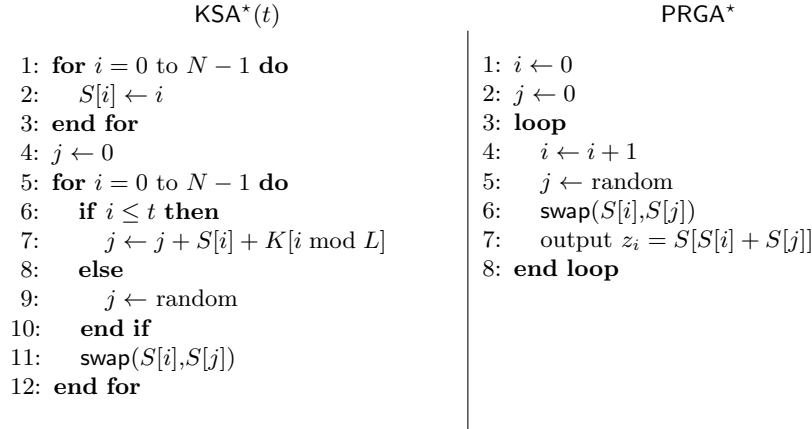 KSA⋆(t)
1: for i = 0 to N − 1 do
2: S[i] ← i
3: end for
4: j ← 0
5: for i = 0 to N − 1 do
6: if i ≤ t then
7: j ← j + S[i] + K[i mod L]
8: else
9: j ← random
10: end if
11: swap(S[i],S[j])
12: end for
PRGA⋆
1: i ← 0
2: j ← 0
3: loop
4: i ← i + 1
5: j ← random
6: swap(S[i],S[j])
7: output zᵢ = S[S[i] + S[j]]
8: end loop